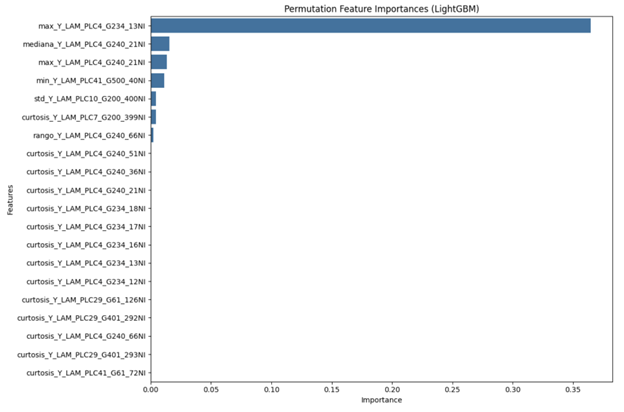 Permutation Feature Importances (LightGBM)
max_Y_LAM_PLC4_G234_13NI
mediana_Y_LAM_PLC4_G240_21NI
max_Y_LAM_PLC4_G240_21NI
min_Y_LAM_PLC41_G500_40NI
std_Y_LAM_PLC10_G200_400NI
curtosis_Y_LAM_PLC7_G200_399NI
rango_Y_LAM_PLC4_G240_66NI
curtosis_Y_LAM_PLC4_G240_51NI
curtosis_Y_LAM_PLC4_G240_36NI
curtosis_Y_LAM_PLC4_G240_21NI
curtosis_Y_LAM_PLC4_G234_18NI
curtosis_Y_LAM_PLC4_G234_17NI
curtosis_Y_LAM_PLC4_G234_16NI
curtosis_Y_LAM_PLC4_G234_13NI
curtosis_Y_LAM_PLC4_G234_12NI
curtosis_Y_LAM_PLC29_G61_126NI
curtosis_Y_LAM_PLC29_G401_292NI
curtosis_Y_LAM_PLC4_G240_66NI
curtosis_Y_LAM_PLC29_G401_293NI
curtosis_Y_LAM_PLC41_G61_72NI
Features
0.00 0.05 0.10 0.15 0.20 0.25 0.30 0.35
Importance